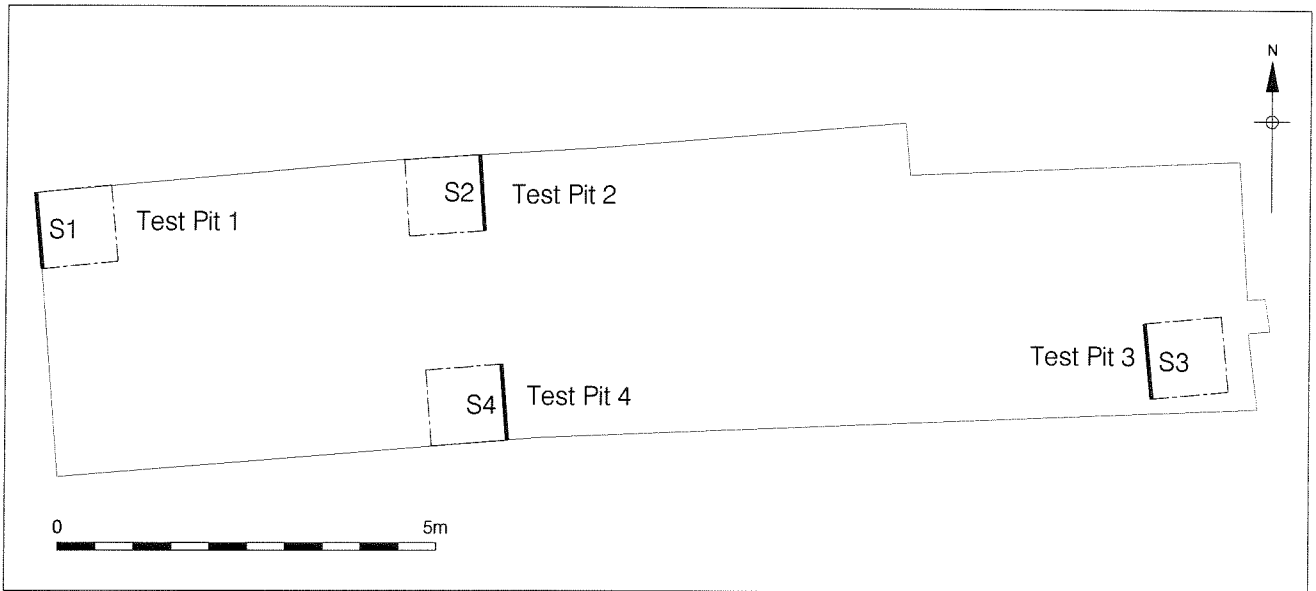 N
S1 Test Pit 1
S2 Test Pit 2
Test Pit 3 S3
S4 Test Pit 4
0 5m